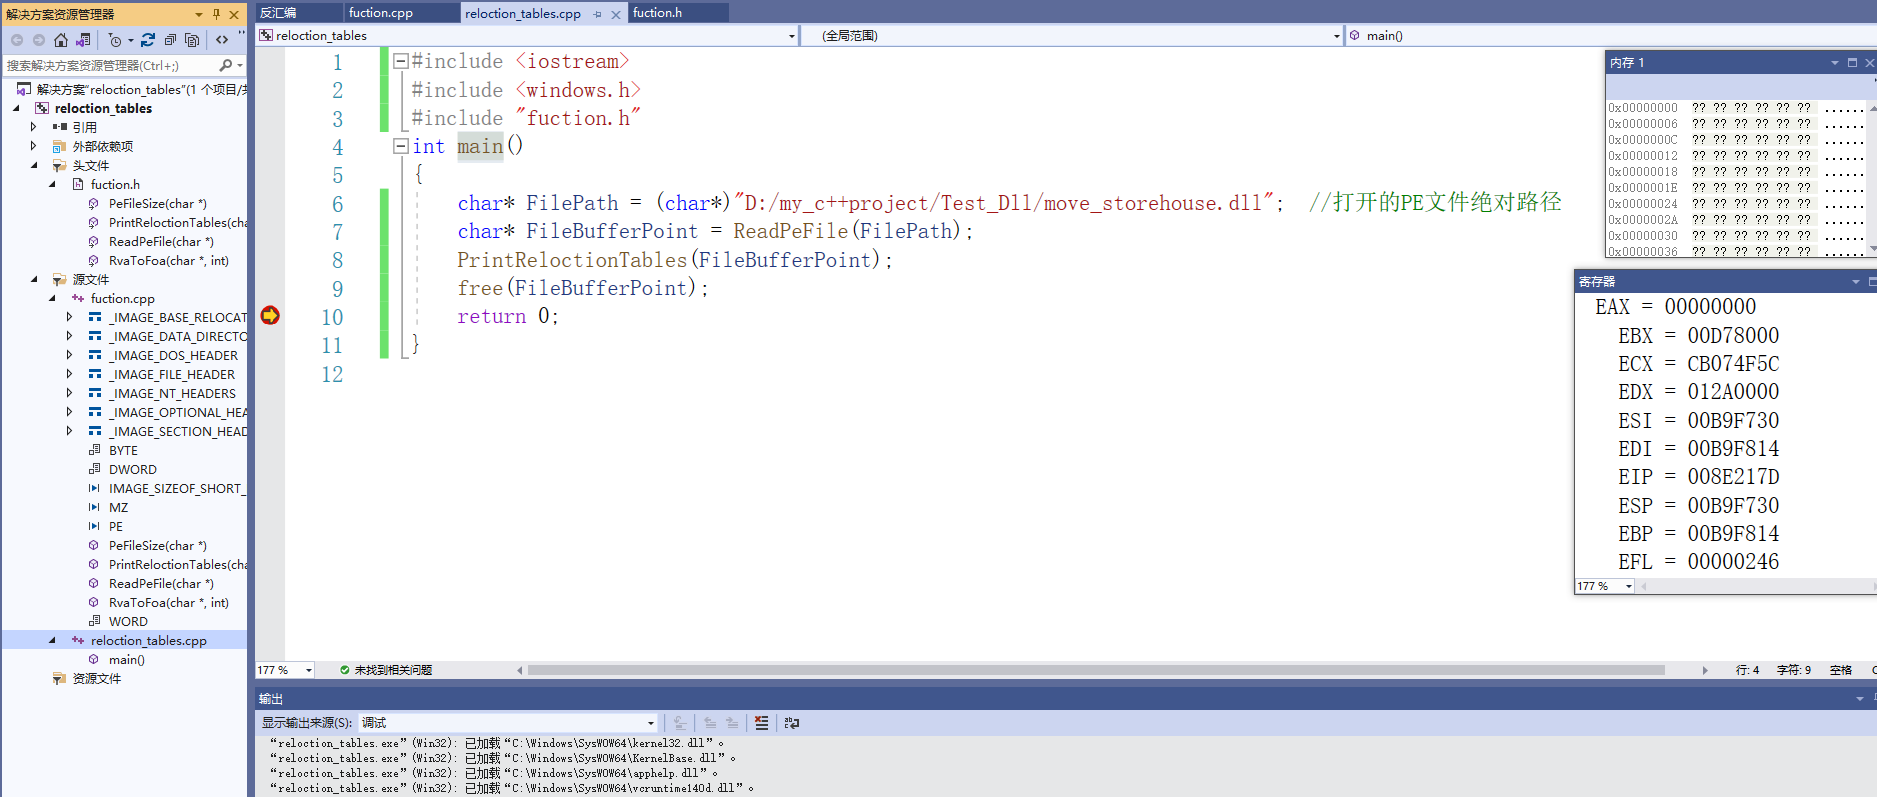 解决方案资源管理器
搜索解决方案资源管理器(Ctrl+;)
解决方案"reloction_tables"(1 个项目/共
reloction_tables
引用
外部依赖项
头文件
fuction.h
PeFileSize(char *)
PrintReloctionTables(cha
ReadPeFile(char *)
RvaToFoa(char *, int)
源文件
fuction.cpp
_IMAGE_BASE_RELOCAT
_IMAGE_DATA_DIRECTO
_IMAGE_DOS_HEADER
_IMAGE_FILE_HEADER
_IMAGE_NT_HEADERS
_IMAGE_OPTIONAL_HEA
_IMAGE_SECTION_HEAD
BYTE
DWORD
IMAGE_SIZEOF_SHORT_
MZ
PE
PeFileSize(char *)
PrintReloctionTables(cha
ReadPeFile(char *)
RvaToFoa(char *, int)
WORD
reloction_tables.cpp
main()
资源文件
反汇编 fuction.cpp reloction_tables.cpp fuction.h
reloction_tables (全局范围) main()
1 #include <iostream>
2 #include <windows.h>
3 #include "fuction.h"
4 int main()
5 {
6 char* FilePath = (char*)"D:/my_c++project/Test_Dll/move_storehouse.dll"; //打开的PE文件绝对路径
7 char* FileBufferPoint = ReadPeFile(FilePath);
8 PrintReloctionTables(FileBufferPoint);
9 free(FileBufferPoint);
10 return 0;
11 }
12
内存 1
0x00000000 ?? ?? ?? ?? ?? ?? ......
0x00000006 ?? ?? ?? ?? ?? ?? ......
0x0000000C ?? ?? ?? ?? ?? ?? ......
0x00000012 ?? ?? ?? ?? ?? ?? ......
0x00000018 ?? ?? ?? ?? ?? ?? ......
0x0000001E ?? ?? ?? ?? ?? ?? ......
0x00000024 ?? ?? ?? ?? ?? ?? ......
0x0000002A ?? ?? ?? ?? ?? ?? ......
0x00000030 ?? ?? ?? ?? ?? ?? ......
0x00000036 ?? ?? ?? ?? ?? ?? ......
寄存器
EAX = 00000000
EBX = 00D78000
ECX = CB074F5C
EDX = 012A0000
ESI = 00B9F730
EDI = 00B9F814
EIP = 008E217D
ESP = 00B9F730
EBP = 00B9F814
EFL = 00000246
177 %
177 % 未找到相关问题 行: 4 字符: 9 空格
输出
显示输出来源(S): 调试
“reloction_tables.exe”(Win32): 已加载“C:\Windows\SysWOW64\kernel32.dll”。
“reloction_tables.exe”(Win32): 已加载“C:\Windows\SysWOW64\KernelBase.dll”。
“reloction_tables.exe”(Win32): 已加载“C:\Windows\SysWOW64\apphelp.dll”。
“reloction_tables.exe”(Win32): 已加载“C:\Windows\SysWOW64\vcruntime140d.dll”。